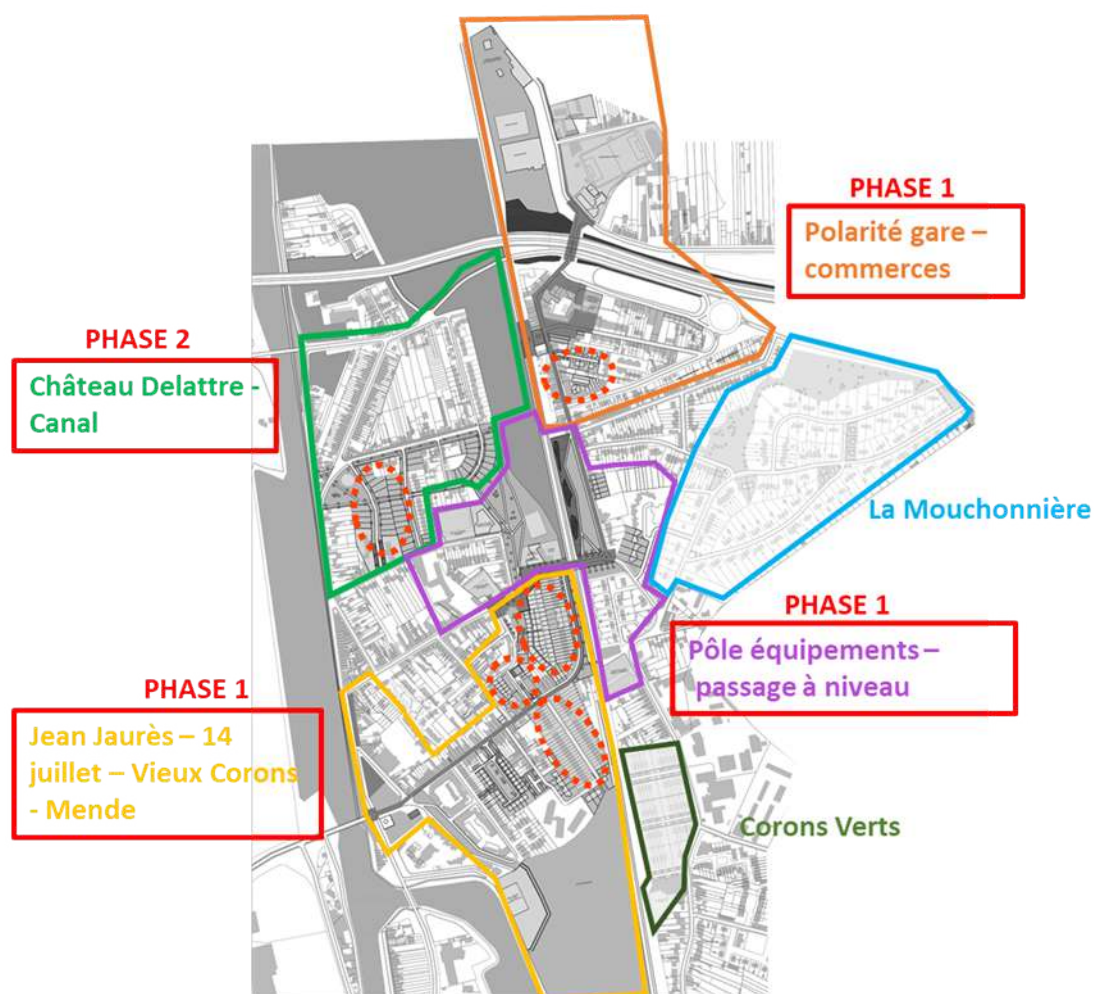 PHASE 1
Polarité gare –
commerces
PHASE 2
Château Delattre -
Canal
La Mouchonnière
PHASE 1
Pôle équipements –
passage à niveau
PHASE 1
Jean Jaurès – 14
juillet – Vieux Corons
- Mende
Corons Verts